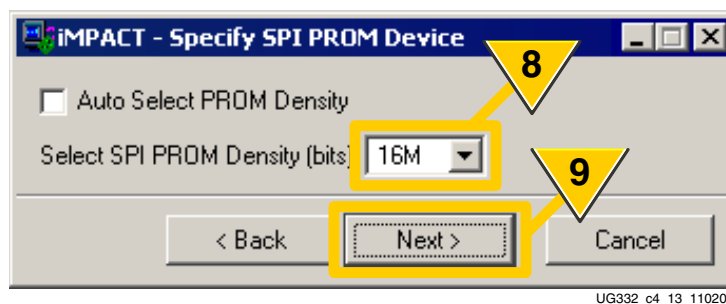 iMPACT - Specify SPI PROM Device
8
Auto Select PROM Density
Select SPI PROM Density (bits) 16M
9
< Back Next > Cancel
UG332_c4_13_11020